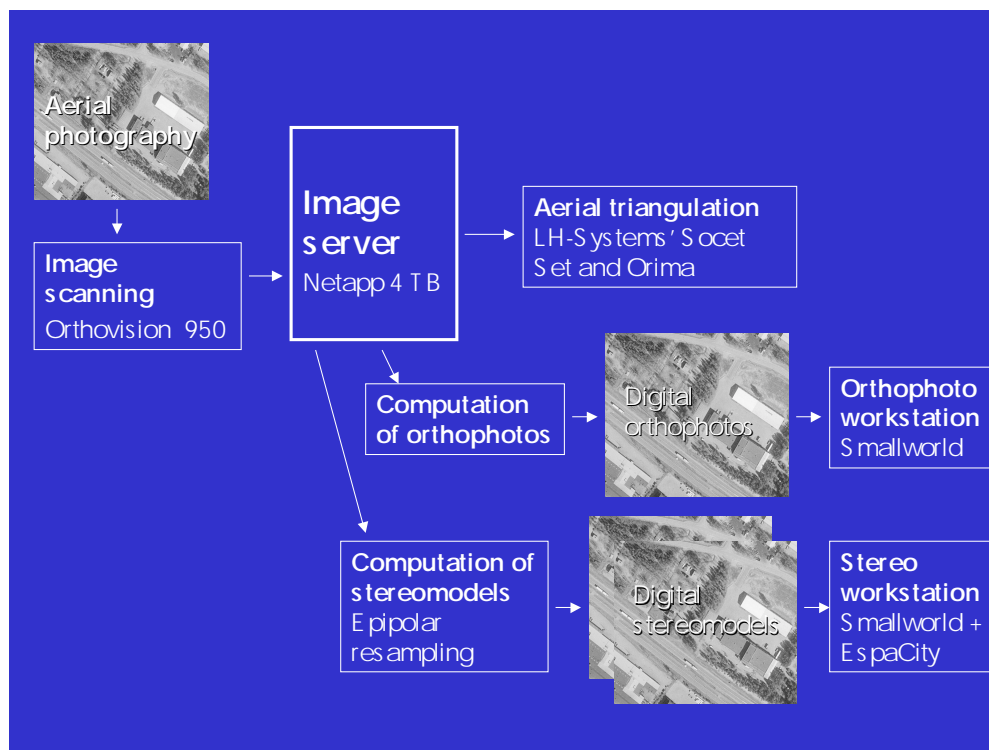 Aerial
photography
Image
scanning
Orthovision 950
Image
server
Netapp 4 TB
Aerial triangulation
LH-Systems' Socet
Set and Orima
Computation
of orthophotos
Digital
orthophotos
Orthophoto
workstation
Smallworld
Computation of
stereomodels
Epipolar
resampling
Digital
stereomodels
Stereo
workstation
Smallworld +
EspaCity